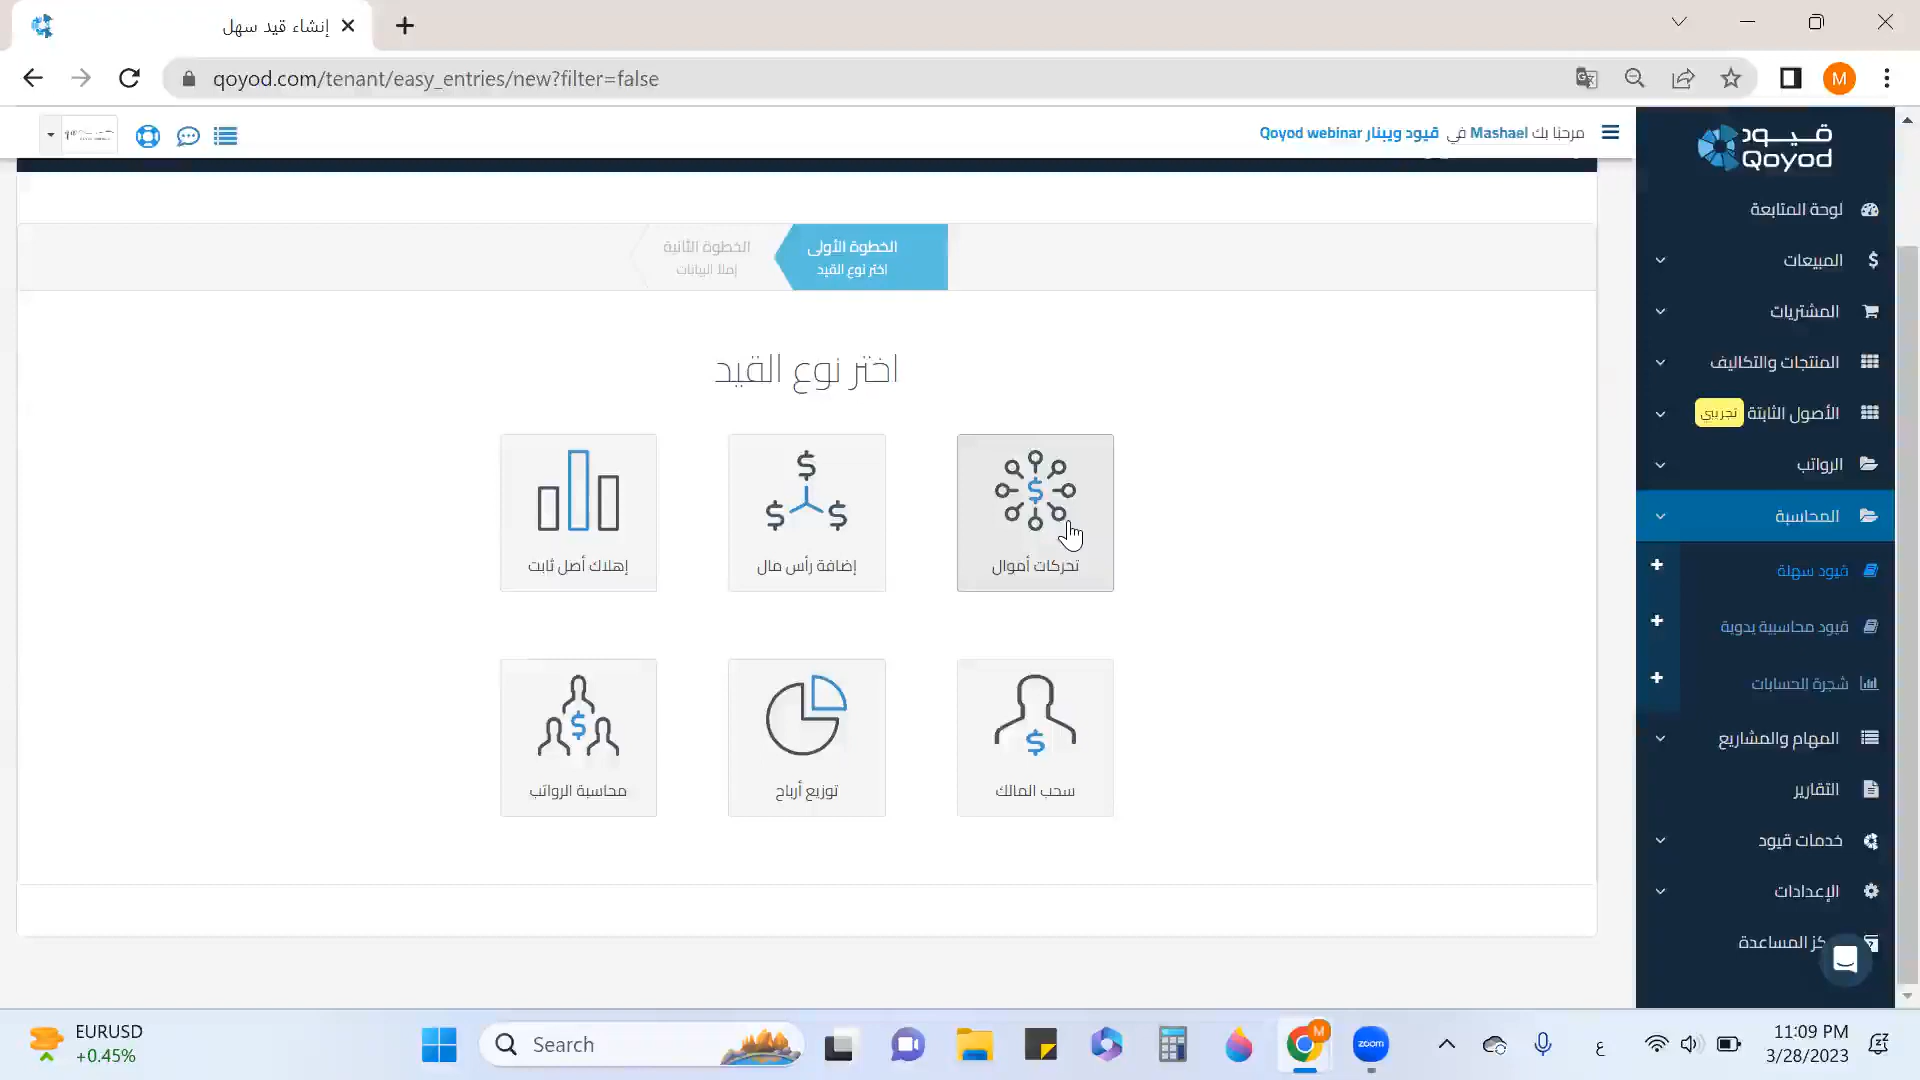 إنشاء قيد سهل
qoyod.com/tenant/easy_entries/new?filter=false
M
مرحنا بك Mashael في قيود ويبنار Qoyod webinar
قيود
Qoyod
لوحة المتابعة
المبيعات
المشتريات
المنتجات والتكاليف
الأصول الثابتة تجريبي
الرواتب
المحاسبة
قيود سهلة
قيود محاسبية يدوية
شجرة الحسابات
المهام والمشاريع
التقارير
خدمات قيود
الإعدادات
كز المساعدة
الخطوة الأولى
اختر نوع القيد
الخطوة الثانية
إملأ البيانات
اختر نوع القيد
تحركات أموال
إضافة رأس مال
إهلاك أصل ثابت
سحب المالك
توزيع أرباح
محاسبة الرواتب
EURUSD
+0.45%
Search
M
zoom
ع
11:09 PM
3/28/2023